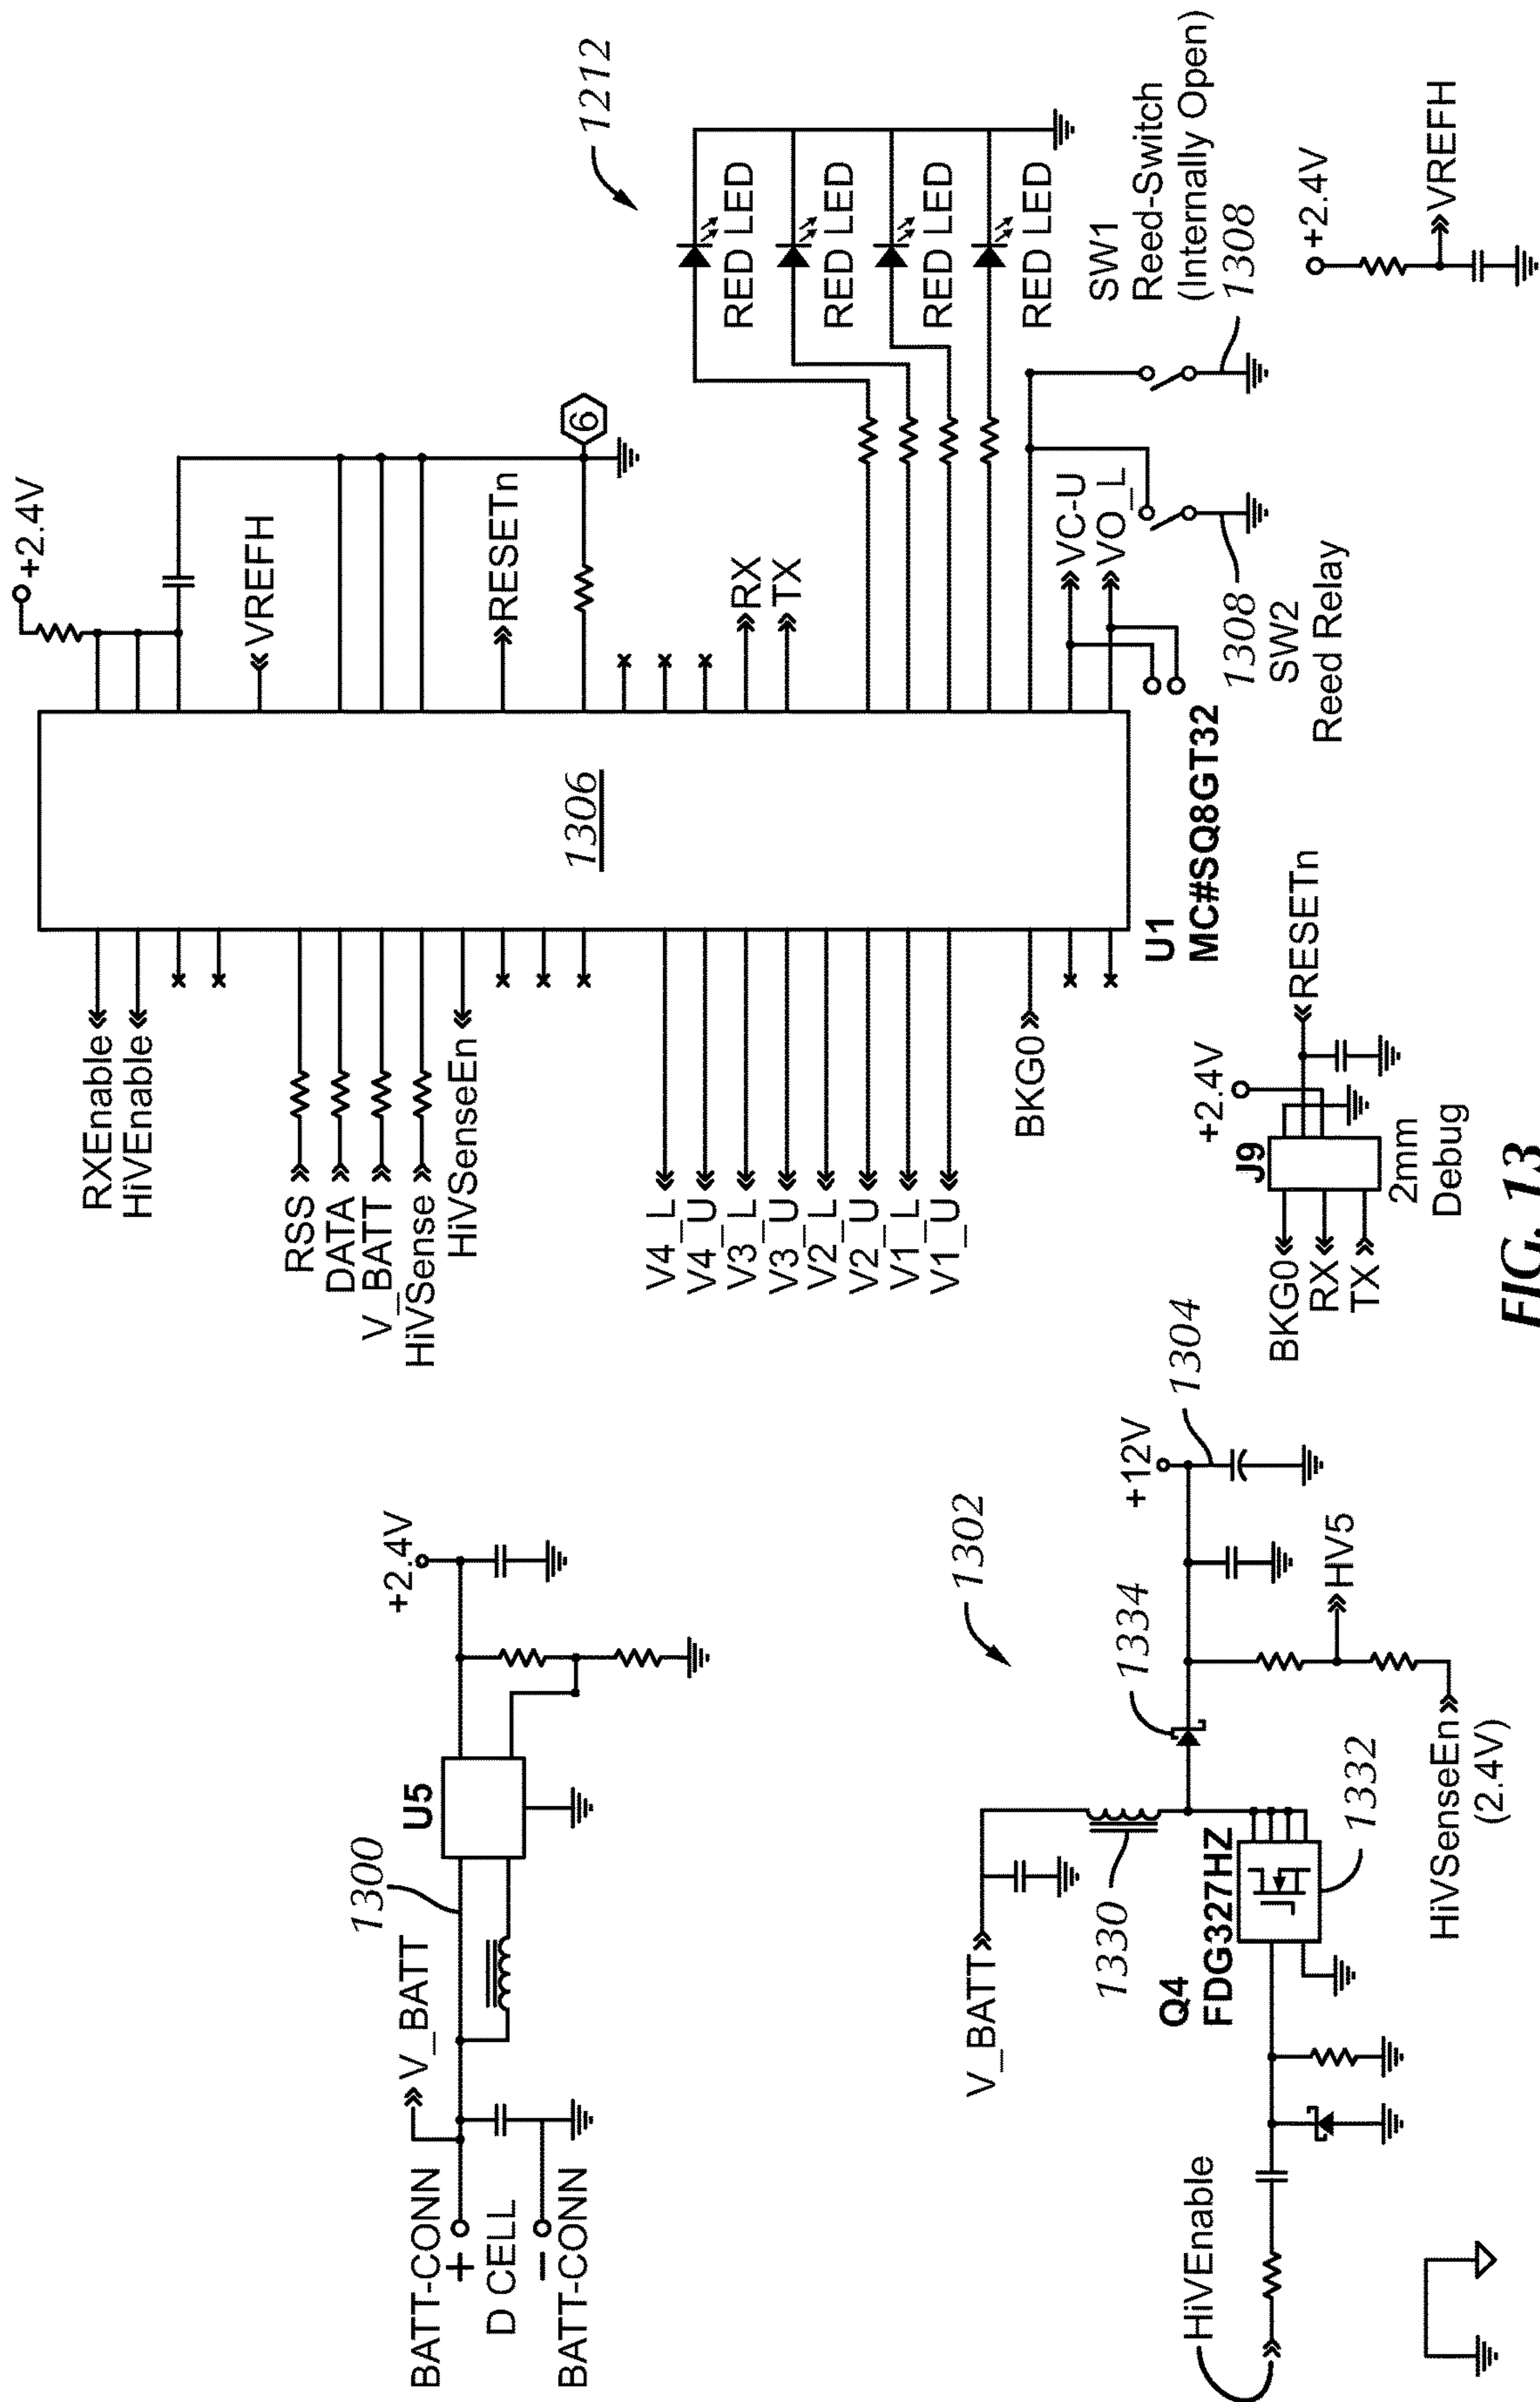 BATT-CONN
+
D CELL
–
BATT-CONN
V_BATT
1300
U5
+2.4V
RXEnable
HiVEnable
RSS
DATA
V_BATT
HiVSense
HiVSenseEn
V4_L
V4_U
V3_L
V3_U
V2_L
V2_U
V1_L
V1_U
BKG0
1306
U1
MC#SQ8GT32
+2.4V
VREFH
RESETn
6
RX
TX
VC-U
VO_L
1212
RED LED
RED LED
RED LED
RED LED
SW1
Reed-Switch
(Internally Open)
1308
1308
SW2
Reed Relay
+2.4V
VREFH
HiVEnable
V_BATT
1330
Q4
FDG327HZ
1332
1334
1302
+12V
1304
HV5
HiVSenseEn
(2.4V)
BKG0
RX
TX
J9
2mm
Debug
+2.4V
RESETn
FIG. 13